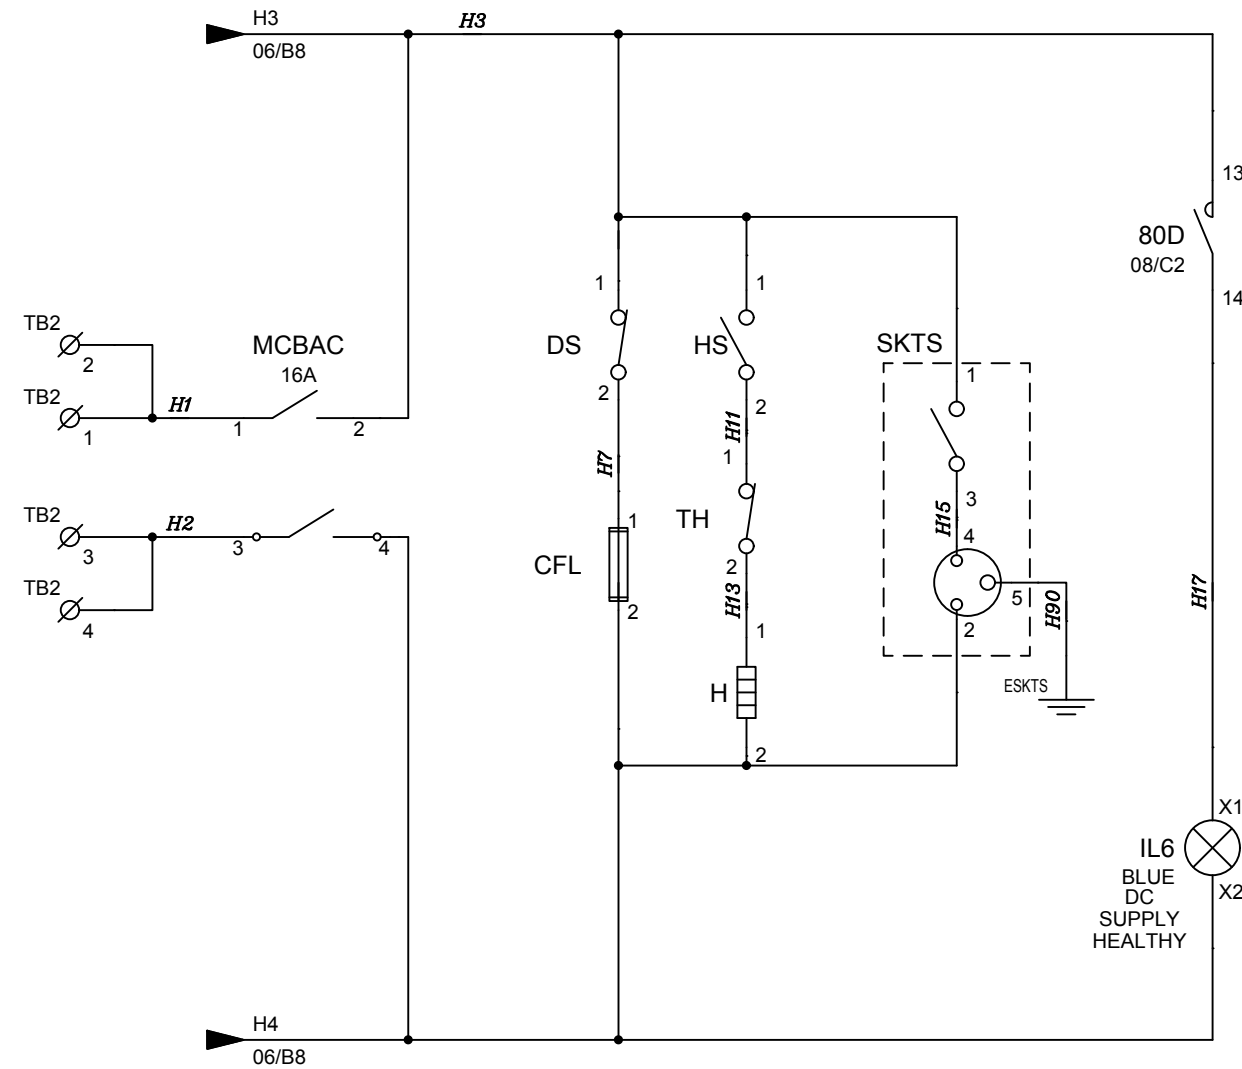 H3
H3
06/B8
13
80D
08/C2
14
1
1
TB2
2
MCBAC
16A
DS
HS
SKTS
1
TB2
1
H1
1
2
2
2
H11
1
H7
3
H15
TB2
3
H2
3
4
TH
1
4
CFL
2
H13
5
H90
H17
TB2
4
2
1
2
H
ESKTS
2
X1
IL6
BLUE
DC
SUPPLY
HEALTHY
X2
H4
06/B8